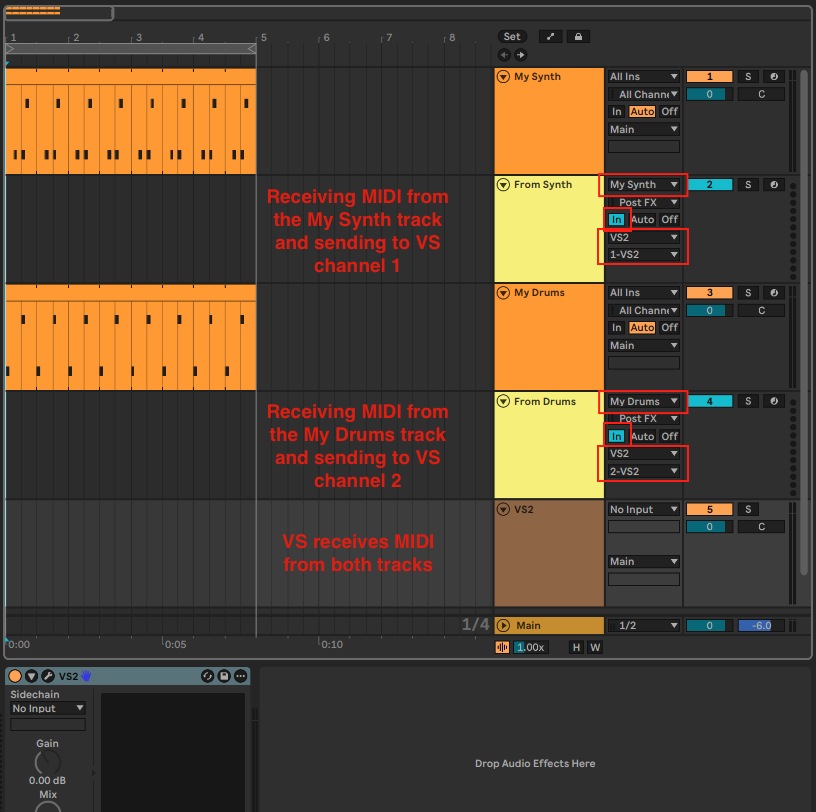 1 2 3 4 5 6 7 8
Set
My Synth
All Ins
1
S
All Channe
0
C
In Auto Off
Main
Receiving MIDI from
the My Synth track
and sending to VS
channel 1
From Synth
My Synth
2
S
Post FX
In Auto Off
VS2
1-VS2
My Drums
All Ins
3
S
All Channe
0
C
In Auto Off
Main
Receiving MIDI from
the My Drums track
and sending to VS
channel 2
From Drums
My Drums
4
S
Post FX
In Auto Off
VS2
2-VS2
VS receives MIDI
from both tracks
VS2
No Input
5
S
0
C
Main
1/4
Main
1/2
0
-6.0
0:00 0:05 0:10
1.00x
H W
VS2
Sidechain
No Input
Gain
0.00 dB
Mix
Drop Audio Effects Here